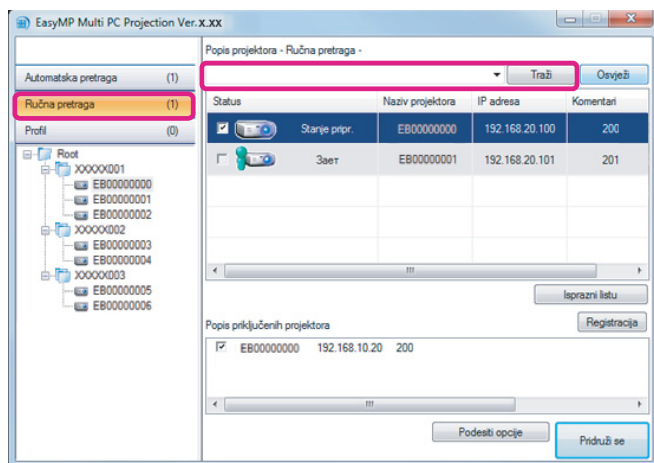 EasyMP Multi PC Projection Ver.x.xx
Popis projektora - Ručna pretraga -
Automatska pretraga (1)
Traži
Osvježi
Ručna pretraga (1)
Status Naziv projektora IP adresa Komentari
Profil (0)
Stanje pripr. EB00000000 192.168.20.100 200
Root
XXXXX001
Зает EB00000001 192.168.20.101 201
EB00000000
EB00000001
EB00000002
XXXXX002
EB00000003
EB00000004
XXXXX003
EB00000005
EB00000006
Isprazni listu
Popis priključenih projektora
Registracija
EB00000000 192.168.10.20 200
Podesiti opcije
Pridruži se